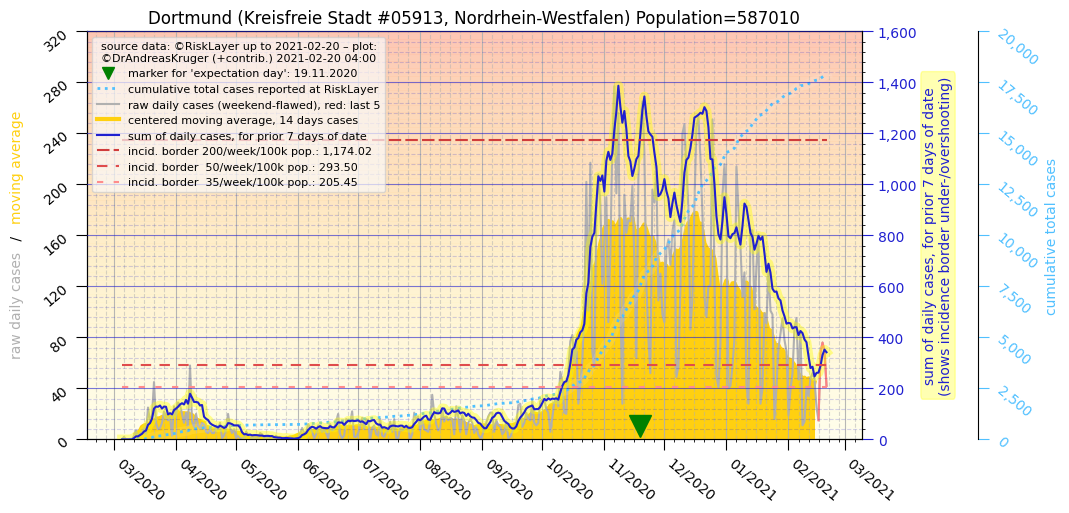 Dortmund (Kreisfreie Stadt #05913, Nordrhein-Westfalen) Population=587010
source data: ©RiskLayer up to 2021-02-20 – plot:
©DrAndreasKruger (+contrib.) 2021-02-20 04:00
marker for 'expectation day': 19.11.2020
cumulative total cases reported at RiskLayer
raw daily cases (weekend-flawed), red: last 5
centered moving average, 14 days cases
sum of daily cases, for prior 7 days of date
incid. border 200/week/100k pop.: 1,174.02
incid. border  50/week/100k pop.: 293.50
incid. border  35/week/100k pop.: 205.45
raw daily cases / moving average
320
280
240
200
160
120
80
40
0
03/2020
04/2020
05/2020
06/2020
07/2020
08/2020
09/2020
10/2020
11/2020
12/2020
01/2021
02/2021
03/2021
1,600
1,400
1,200
1,000
800
600
400
200
0
sum of daily cases, for prior 7 days of date
(shows incidence border under-/overshooting)
20,000
17,500
15,000
12,500
10,000
7,500
5,000
2,500
0
cumulative total cases